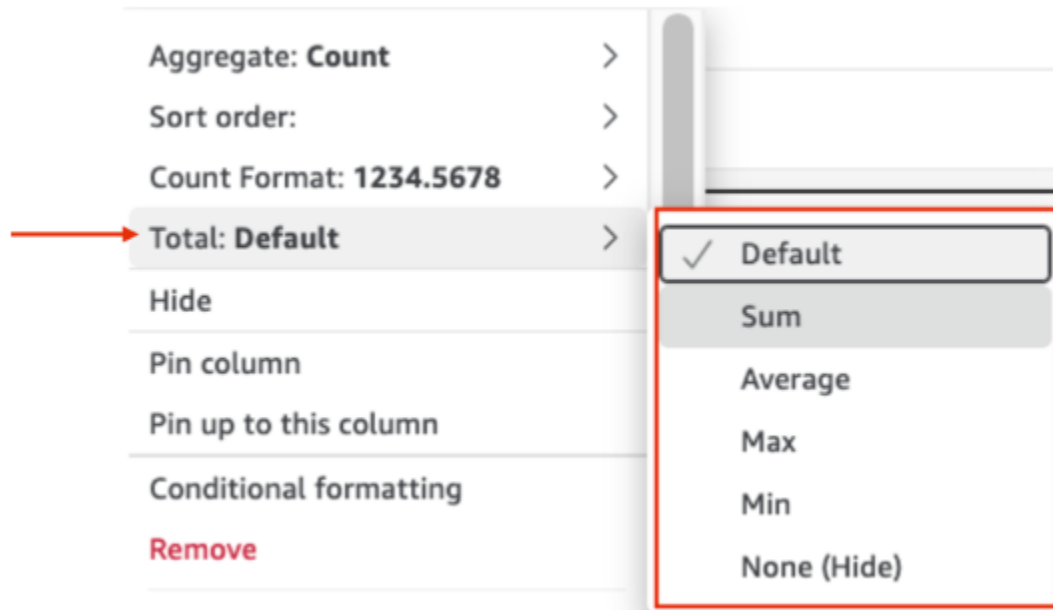 Aggregate: Count
Sort order:
Count Format: 1234.5678
Total: Default
Hide
Pin column
Pin up to this column
Conditional formatting
Remove
Default
Sum
Average
Max
Min
None (Hide)